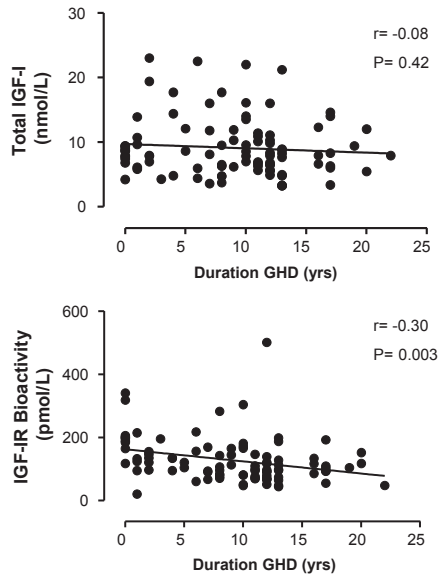 30
20
10
0
Total IGF-I
(nmol/L)
r= -0.08
P= 0.42
0 5 10 15 20 25
Duration GHD (yrs)
600
400
200
0
IGF-IR Bioactivity
(pmol/L)
r= -0.30
P= 0.003
0 5 10 15 20 25
Duration GHD (yrs)